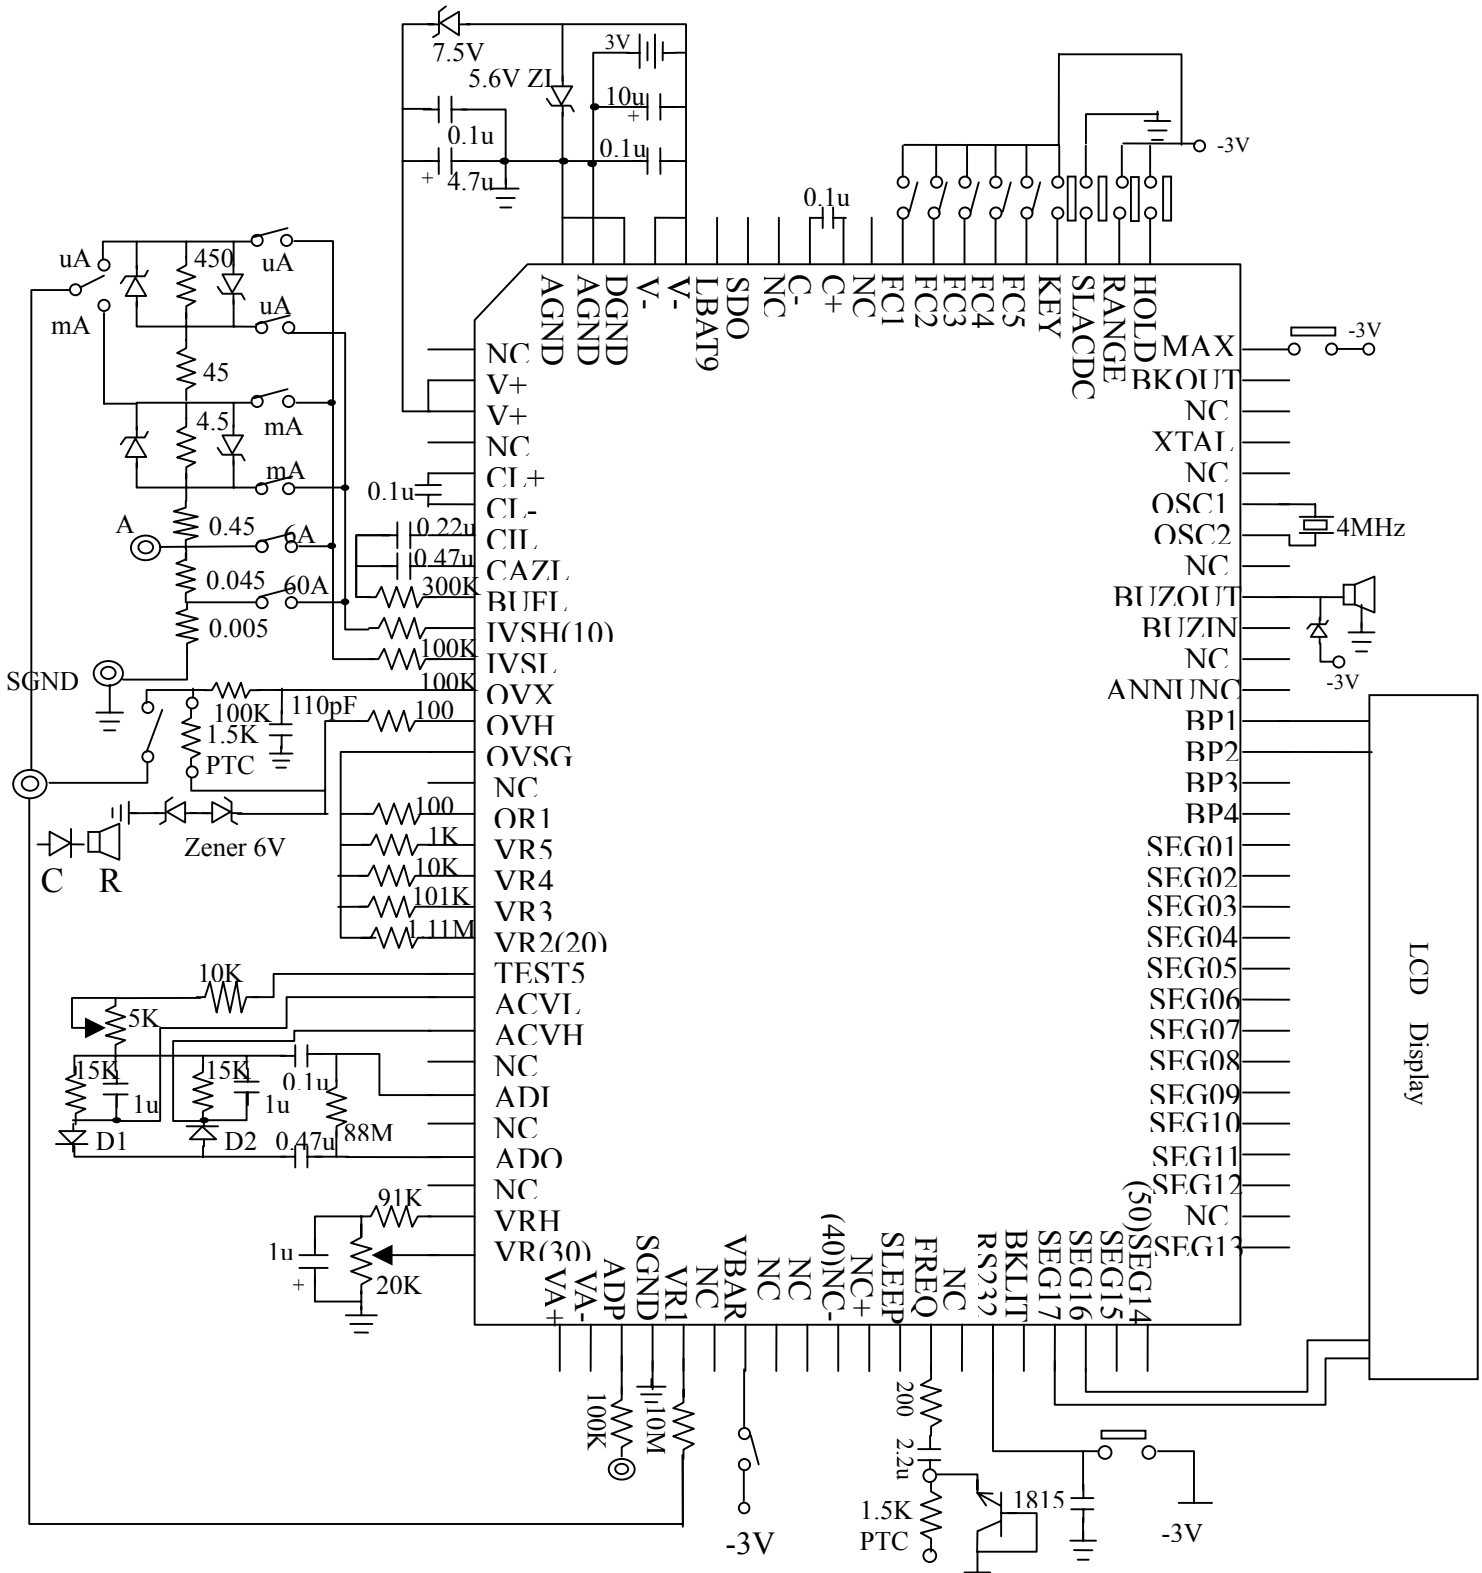 7.5V
3V
5.6V ZI
10u
+
0.1u
0.1u
+
4.7u
-3V
0.1u
uA
450
uA
mA
uA
45
mA
4.5
mA
A
0.45
6A
0.045
60A
0.005
SGND
100K
110pF
1.5K
PTC
Zener 6V
C R
AGND
AGND
DGND
V-
V-
LBAT9
SDO
NC
C-
C+
NC
FC1
FC2
FC3
FC4
FC5
KEY
SLACDC
RANGE
HOLD
NC
V+
V+
NC
CL+
0.1u
CL-
0.22u
CIL
0.47u
CAZL
300K
BUFL
IVSH(10)
100K
IVSL
100K
OVX
100
OVH
OVSG
NC
100
OR1
1K
VR5
10K
VR4
101K
VR3
1.11M
VR2(20)
10K
TEST5
ACVL
5K
ACVH
NC
15K
15K
0.1u
1u
1u
ADI
NC
88M
D1
D2
0.47u
ADO
NC
91K
VRH
1u
VR(30)
+
20K
MAX
-3V
BKOUT
NC
XTAL
NC
OSC1
OSC2
4MHz
NC
BUZOUT
BUZIN
NC
-3V
ANNUNC
BP1
BP2
BP3
BP4
SEG01
SEG02
SEG03
SEG04
SEG05
SEG06
SEG07
SEG08
SEG09
SEG10
SEG11
SEG12
NC
SEG13
LCD Display
VA+
VA-
ADP
SGND
VR1
NC
VBAR
NC
NC
(40)NC-
NC+
SLEEP
FREQ
NC
RS232
BKLIT
SEG17
SEG16
SEG15
(50)SEG14
100K
10M
-3V
200
2.2u
1.5K
PTC
1815
-3V